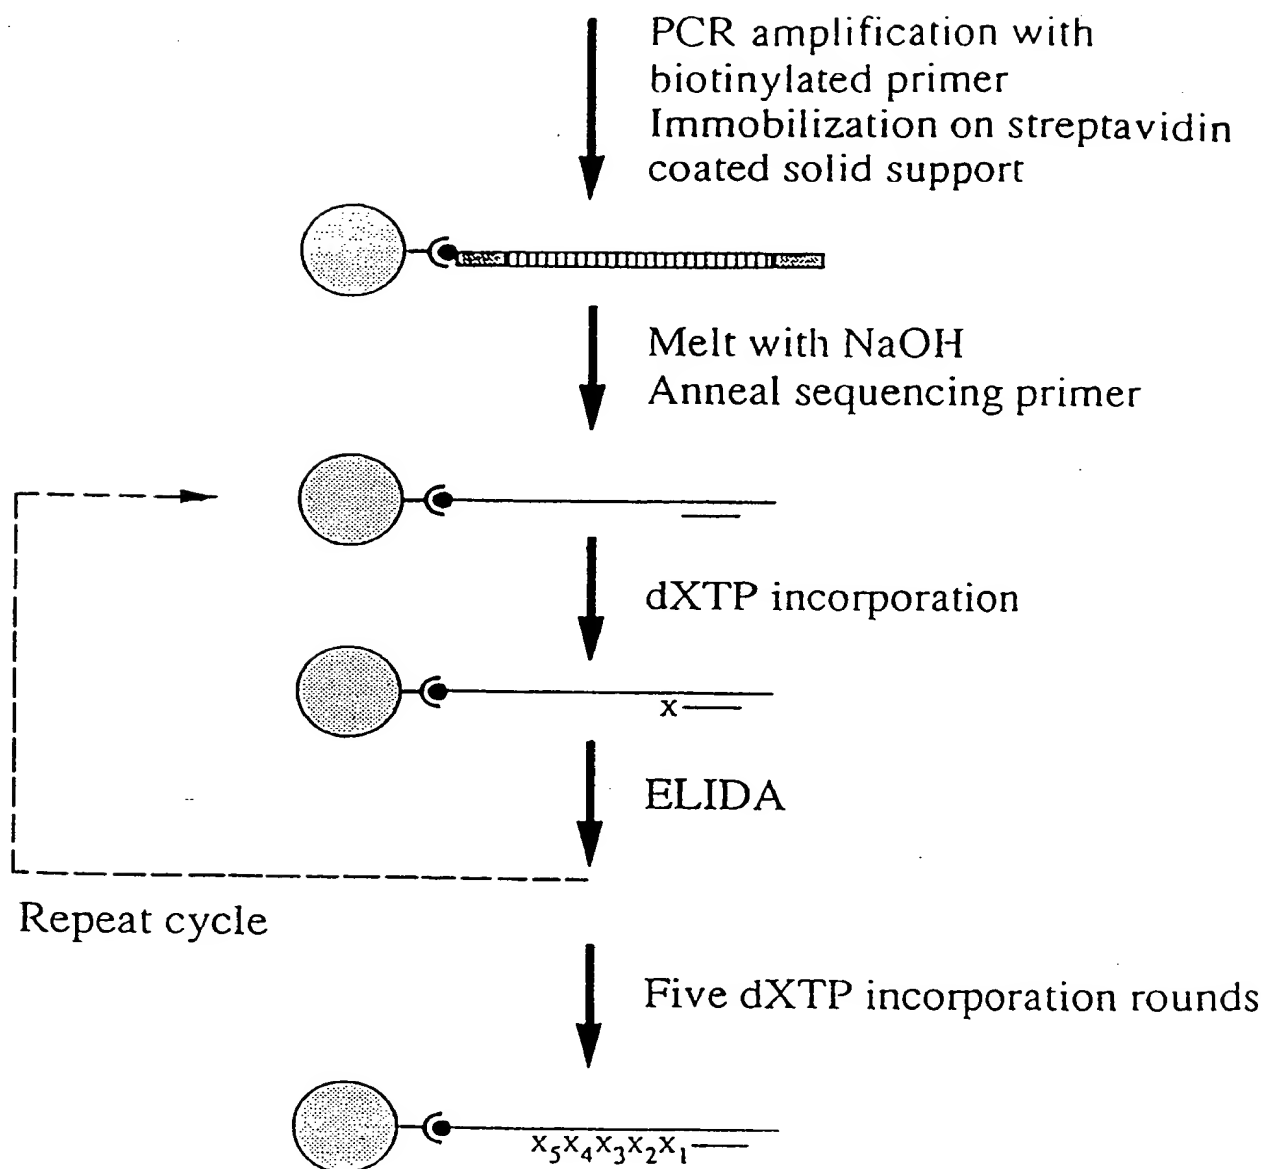 PCR amplification with
biotinylated primer
Immobilization on streptavidin
coated solid support
Melt with NaOH
Anneal sequencing primer
dXTP incorporation
x
ELIDA
Repeat cycle
Five dXTP incorporation rounds
x₅x₄x₃x₂x₁